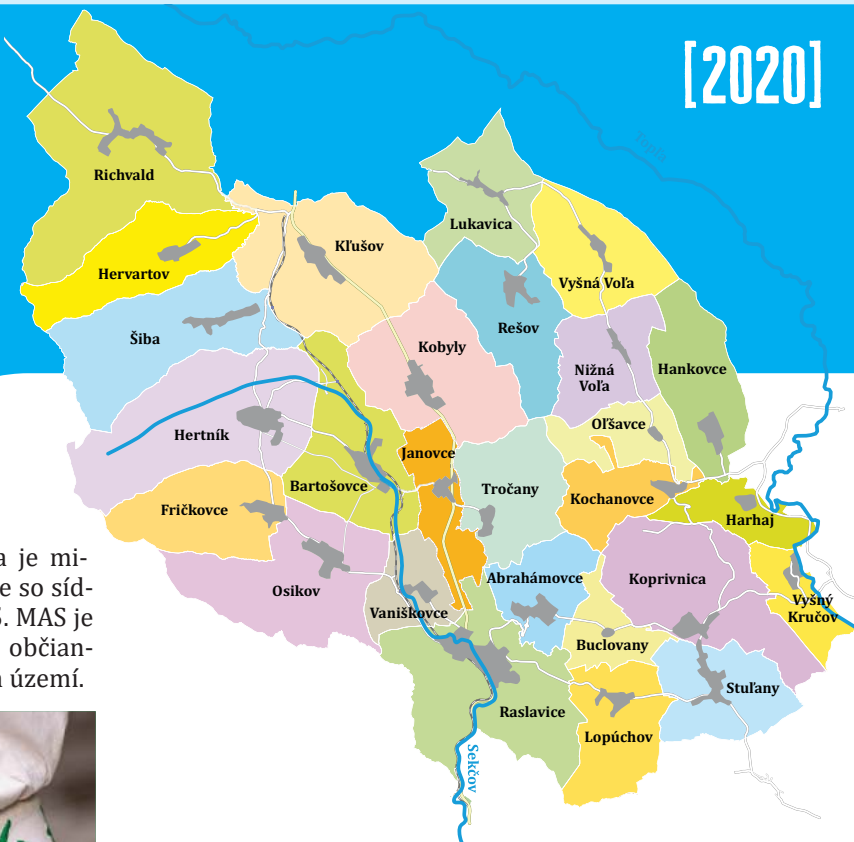 [2020]
Topľa
Richvald
Lukavica
Kľušov
Hervartov
Vyšná Voľa
Rešov
Šiba
Kobyly
Nižná
Voľa
Hankovce
Oľšavce
Hertník
Janovce
Bartošovce
Tročany
Kochanovce
Fričkovce
Harhaj
Abrahámovce
Koprivnica
Osikov
Vaniškovce
Vyšný
Kručov
Buclovany
Stuľany
Raslavice
Lopúchov
Sekčov
a je mi-
e so síd-
. MAS je
občian-
území.